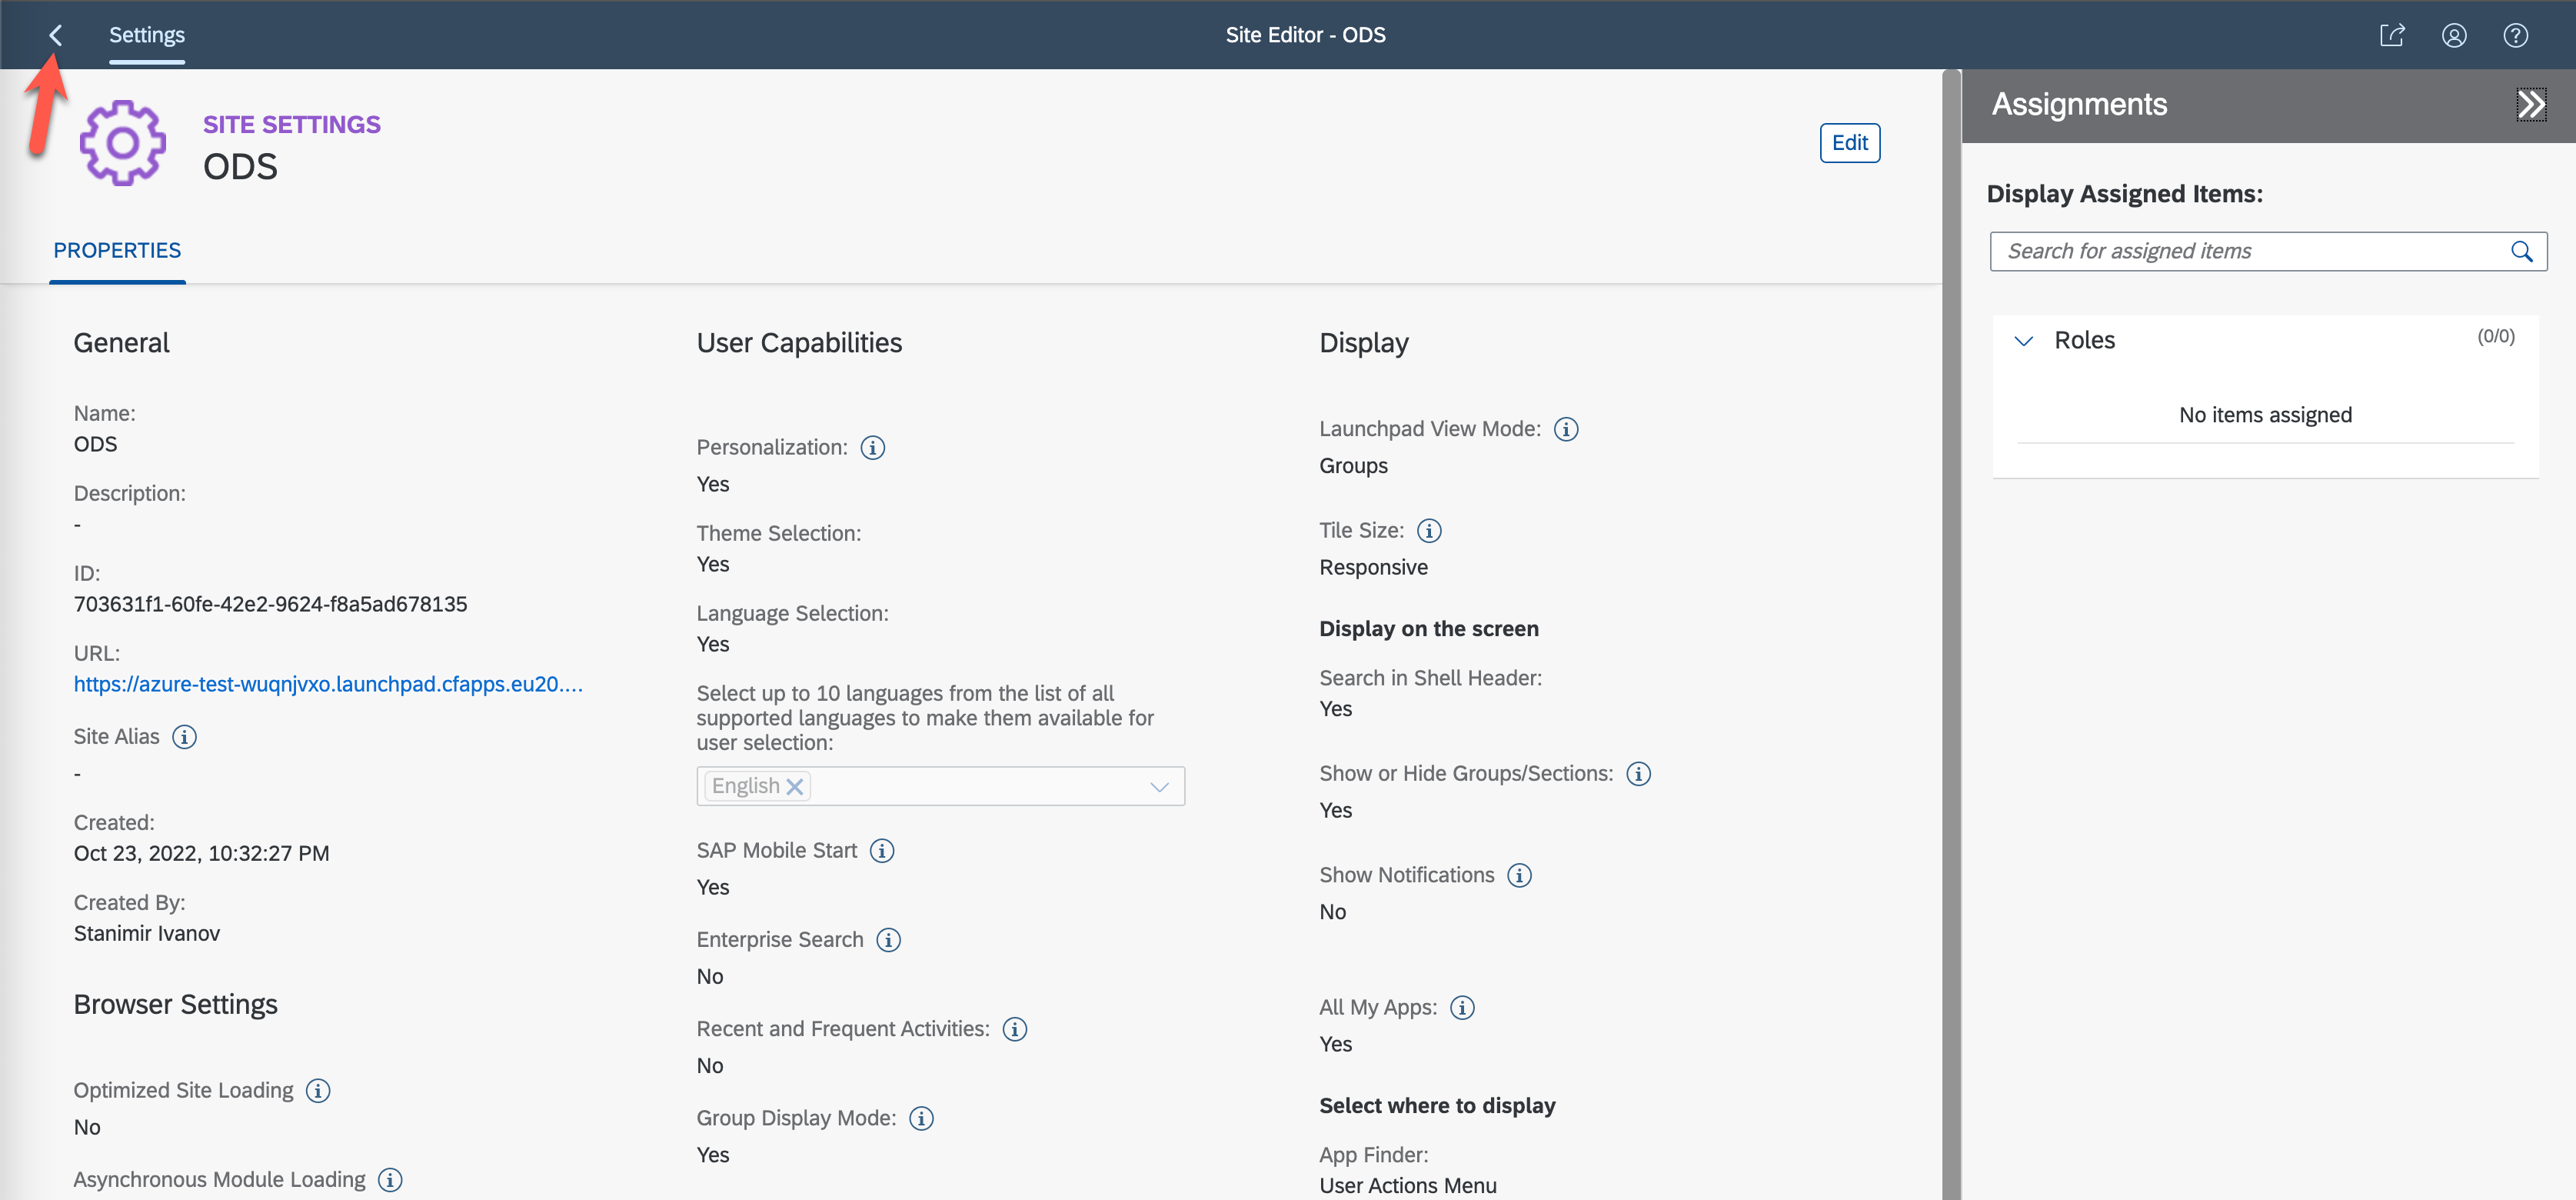 Settings
Site Editor - ODS
SITE SETTINGS
ODS
Edit
PROPERTIES
General
Name:
ODS
Description:
-
ID:
703631f1-60fe-42e2-9624-f8a5ad678135
URL:
https://azure-test-wuqnjvxo.launchpad.cfapps.eu20....
Site Alias
-
Created:
Oct 23, 2022, 10:32:27 PM
Created By:
Stanimir Ivanov
Browser Settings
Optimized Site Loading
No
Asynchronous Module Loading
User Capabilities
Personalization:
Yes
Theme Selection:
Yes
Language Selection:
Yes
Select up to 10 languages from the list of all
supported languages to make them available for
user selection:
English
SAP Mobile Start
Yes
Enterprise Search
No
Recent and Frequent Activities:
No
Group Display Mode:
Yes
Display
Launchpad View Mode:
Groups
Tile Size:
Responsive
Display on the screen
Search in Shell Header:
Yes
Show or Hide Groups/Sections:
Yes
Show Notifications
No
All My Apps:
Yes
Select where to display
App Finder:
User Actions Menu
Assignments
Display Assigned Items:
Search for assigned items
Roles
(0/0)
No items assigned